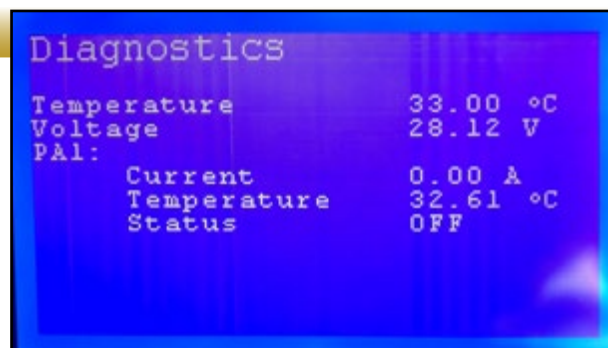 Diagnostics
Temperature 33.00 °C
Voltage 28.12 V
PA1:
Current 0.00 A
Temperature 32.61 °C
Status OFF